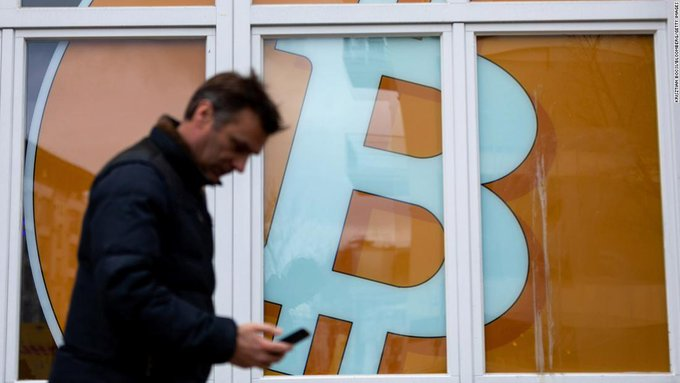 ₿
KRISZTIAN BOCSI/BLOOMBERG/GETTY IMAGES